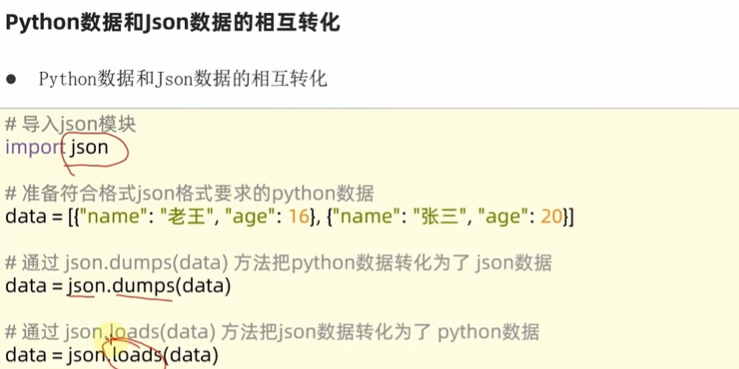 Python数据和Json数据的相互转化
● Python数据和Json数据的相互转化
# 导入json模块
import json
# 准备符合格式json格式要求的python数据
data = [{"name": "老王", "age": 16}, {"name": "张三", "age": 20}]
# 通过 json.dumps(data) 方法把python数据转化为了 json数据
data = json.dumps(data)
# 通过 json.loads(data) 方法把json数据转化为了 python数据
data = json.loads(data)